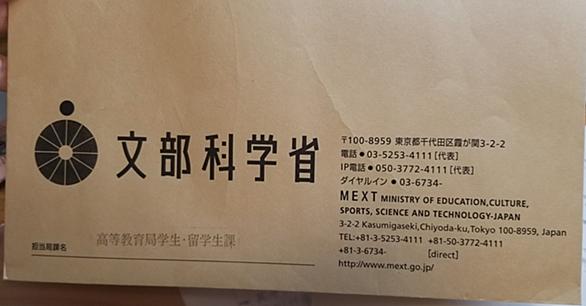 文部科学省
〒100-8959 東京都千代田区霞が関3-2-2
電話●03-5253-4111[代表]
IP電話●050-3772-4111[代表]
ダイヤルイン●03-6734-
MEXT MINISTRY OF EDUCATION,CULTURE,
SPORTS, SCIENCE AND TECHNOLOGY-JAPAN
3-2-2 Kasumigaseki,Chiyoda-ku,Tokyo 100-8959, Japan
TEL:+81-3-5253-4111 +81-50-3772-4111
+81-3-6734- [direct]
http://www.mext.go.jp/
担当局課名 高等教育局学生・留学生課